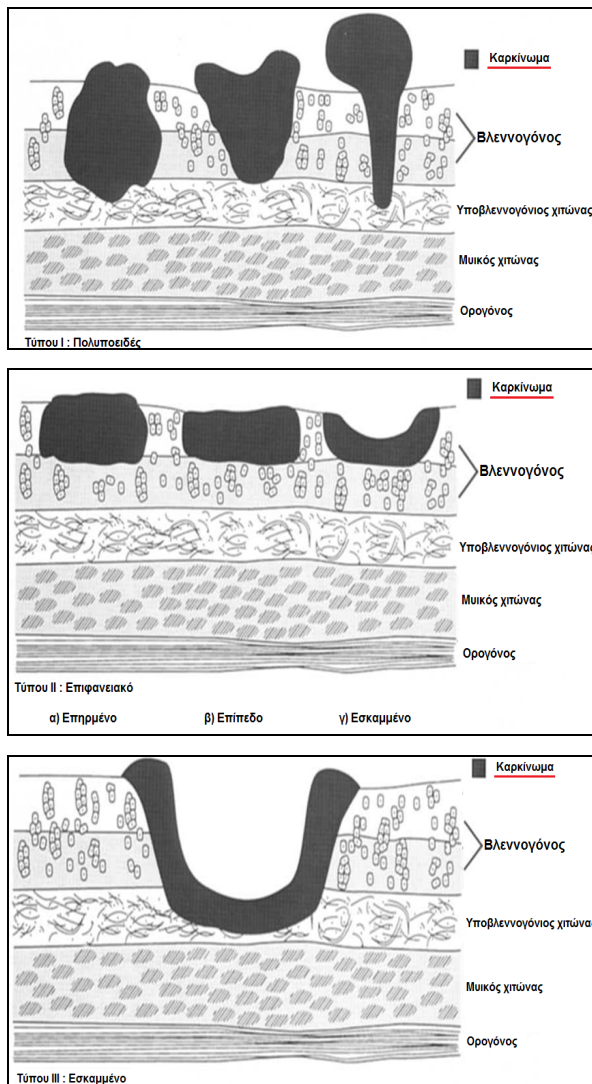 Καρκίνωμα
Βλεννογόνος
Υποβλεννογόνιος χιτώνας
Μυικός χιτώνας
Ορογόνος
Τύπου Ι : Πολυποειδές
Καρκίνωμα
Βλεννογόνος
Υποβλεννογόνιος χιτώνας
Μυικός χιτώνας
Ορογόνος
Τύπου ΙΙ : Επιφανειακό
α) Επηρμένο β) Επίπεδο γ) Εσκαμμένο
Καρκίνωμα
Βλεννογόνος
Υποβλεννογόνιος χιτώνας
Μυικός χιτώνας
Ορογόνος
Τύπου ΙΙΙ : Εσκαμμένο